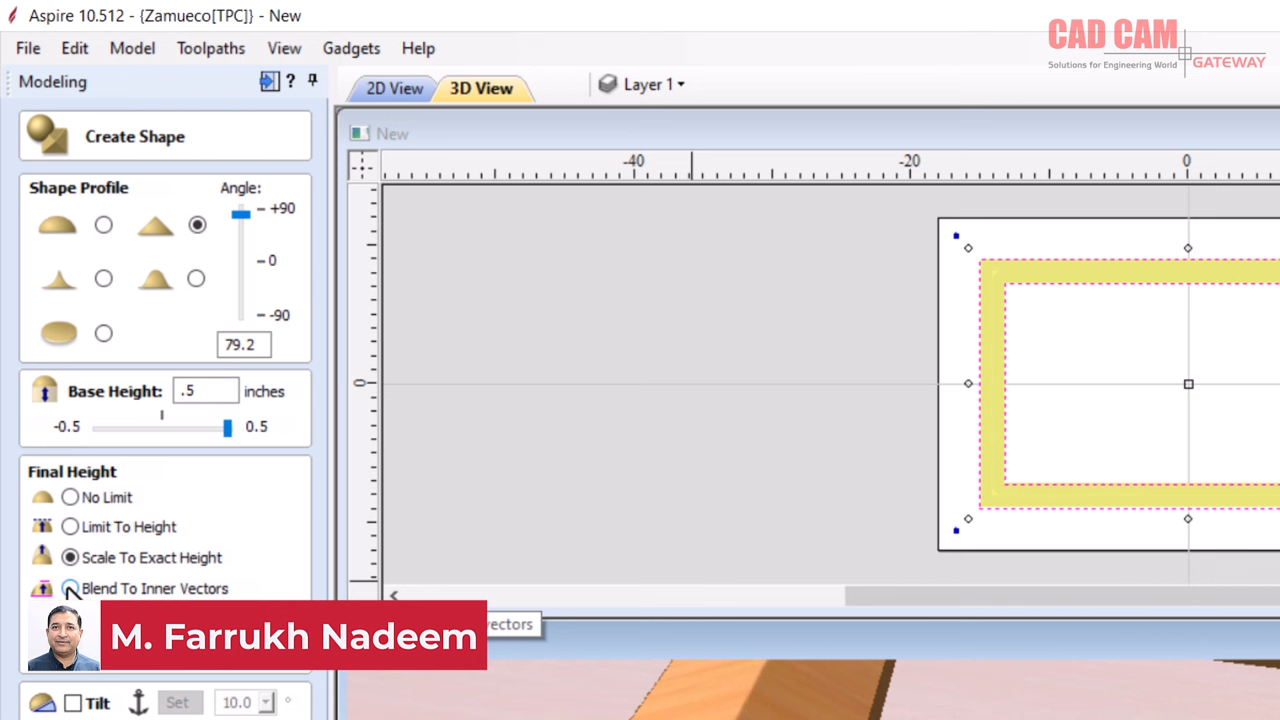 Aspire 10.512 - {Zamueco[TPC]} - New
File Edit Model Toolpaths View Gadgets Help
CAD CAM
Solutions for Engineering World
GATEWAY
Modeling ?
2D View 3D View Layer 1
Create Shape
New
-40 -20 0
Shape Profile Angle:
+90
0
-90
79.2
0
Base Height: .5 inches
-0.5 0.5
Final Height
No Limit
Limit To Height
Scale To Exact Height
Blend To Inner Vectors
vectors
M. Farrukh Nadeem
Tilt Set 10.0 °